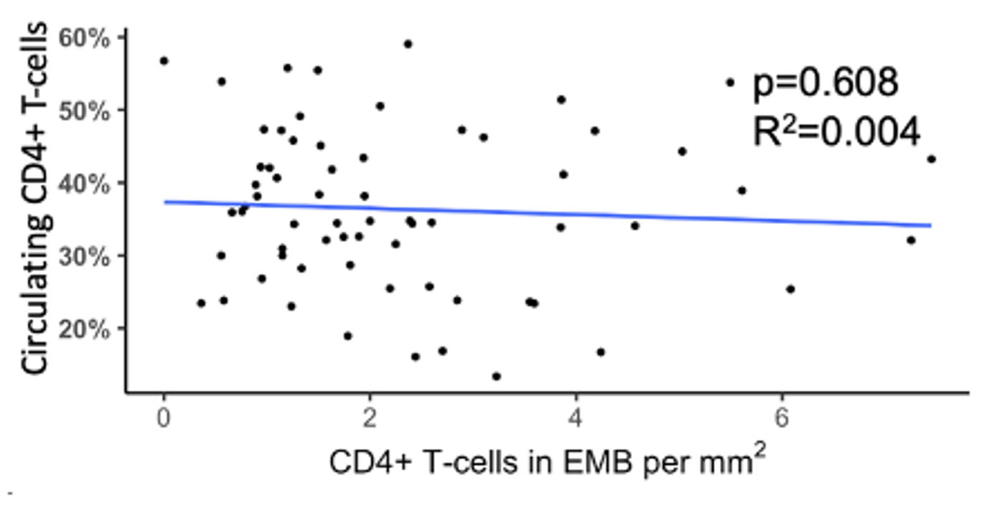 Circulating CD4+ T-cells
60%
50%
40%
30%
20%
p=0.608
R²=0.004
0 2 4 6
CD4+ T-cells in EMB per mm²